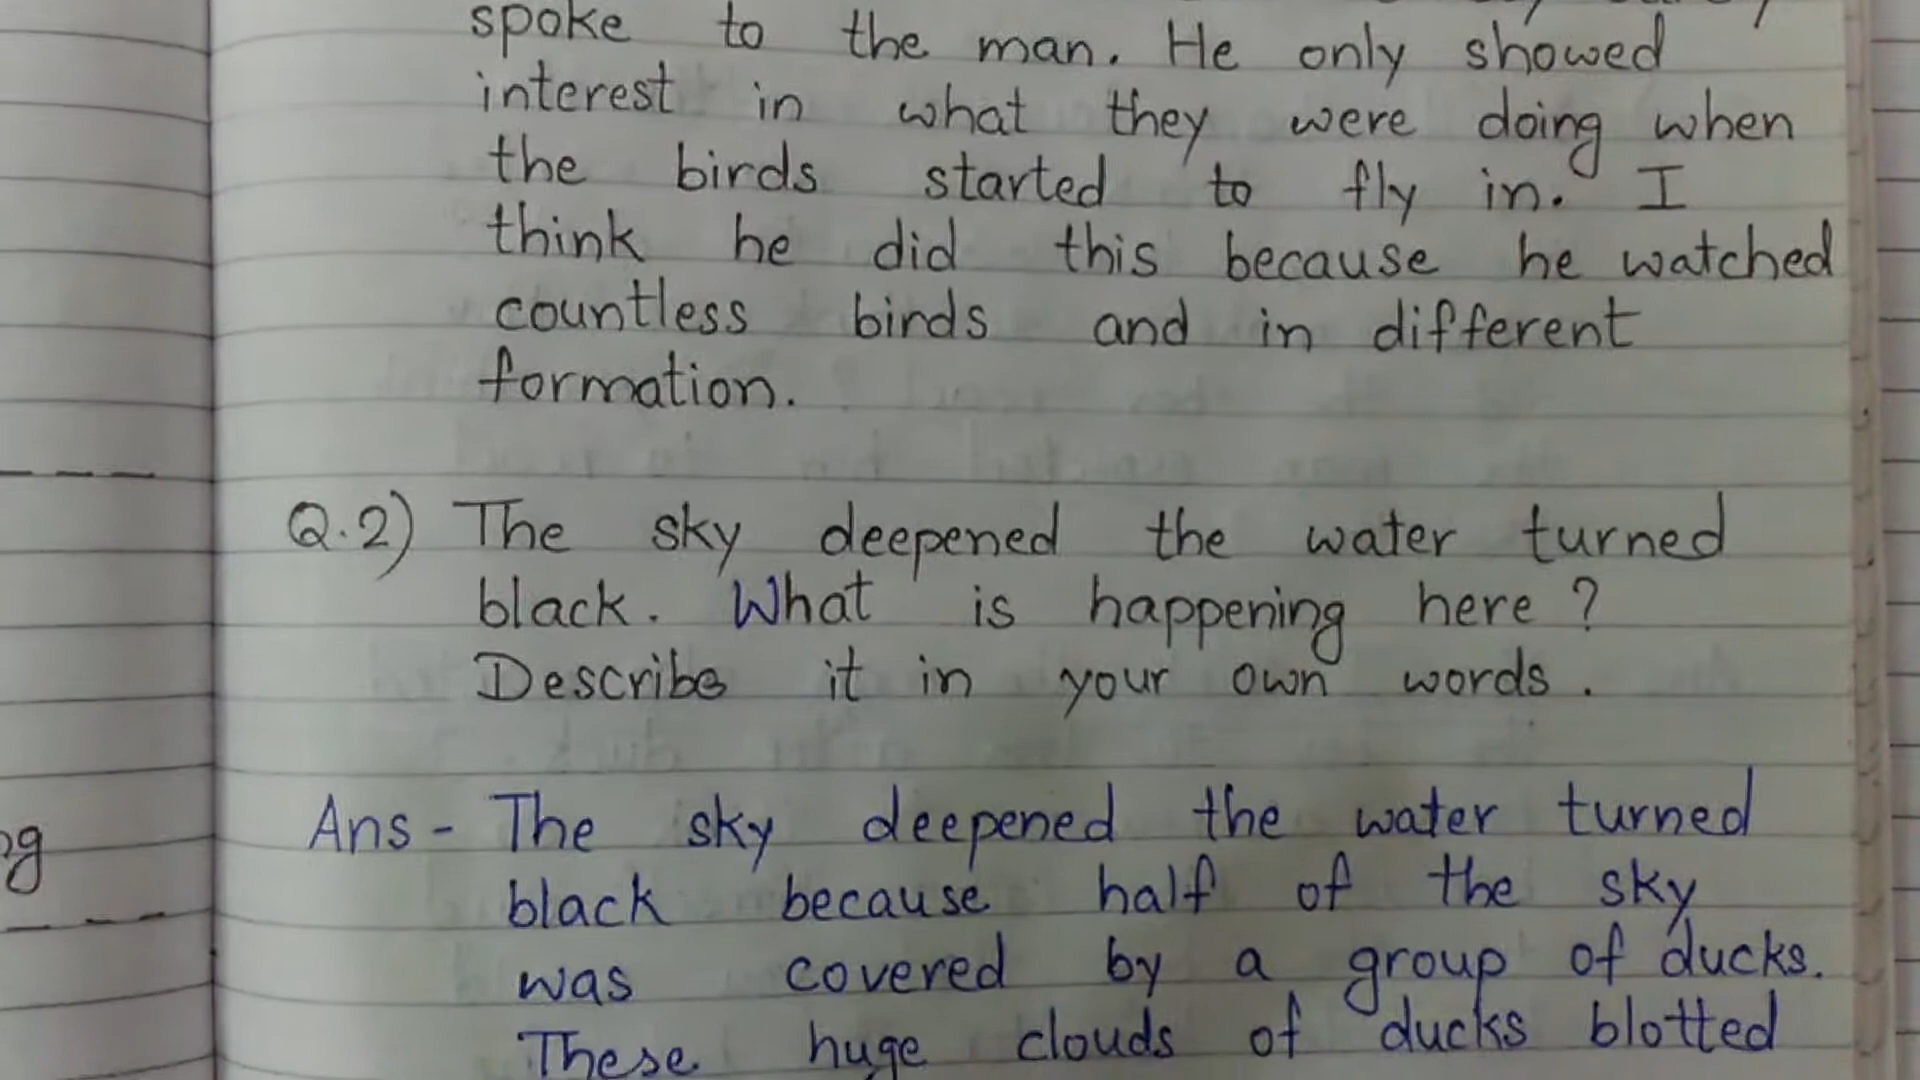 spoke to the man. He only showed
interest in what they were doing when
the birds started to fly in. I
think he did this because he watched
countless birds and in different
formation.
Q.2) The sky deepened the water turned
black. What is happening here ?
Describe it in your own words .
Ans - The sky deepened the water turned
black because half of the sky
was covered by a group of ducks.
These huge clouds of ducks blotted